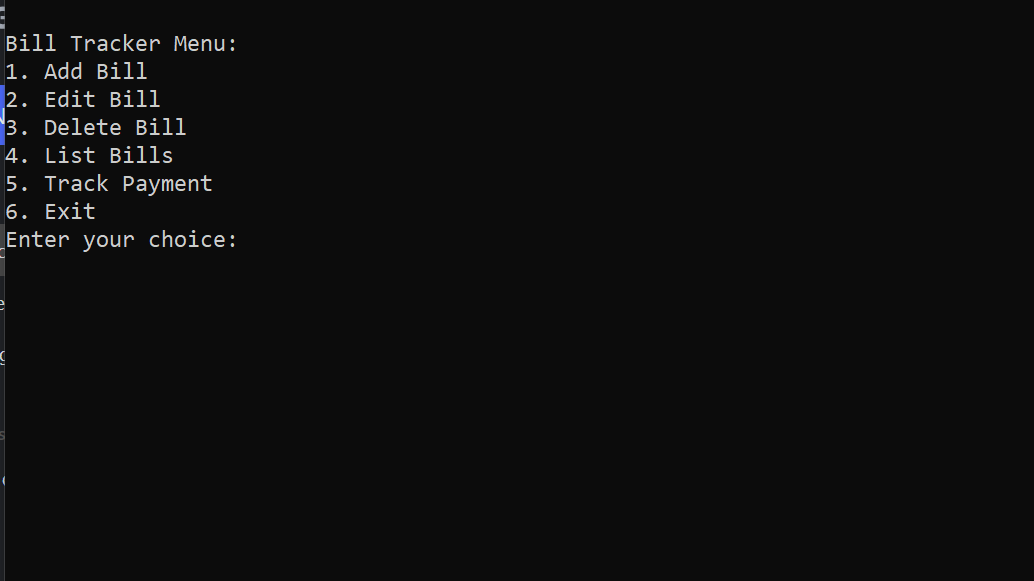 Bill Tracker Menu:
1. Add Bill
2. Edit Bill
3. Delete Bill
4. List Bills
5. Track Payment
6. Exit
Enter your choice: